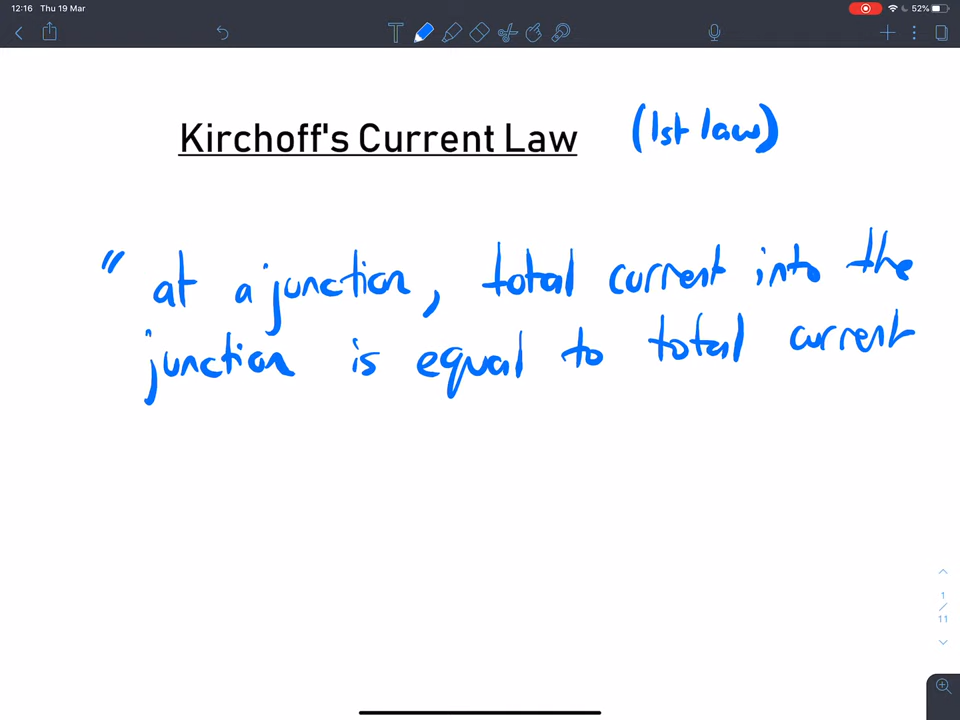 12:16 Thu 19 Mar 52%
T
Kirchoff's Current Law (1st law)
" at a junction, total current into the
junction is equal to total current
1
/
11